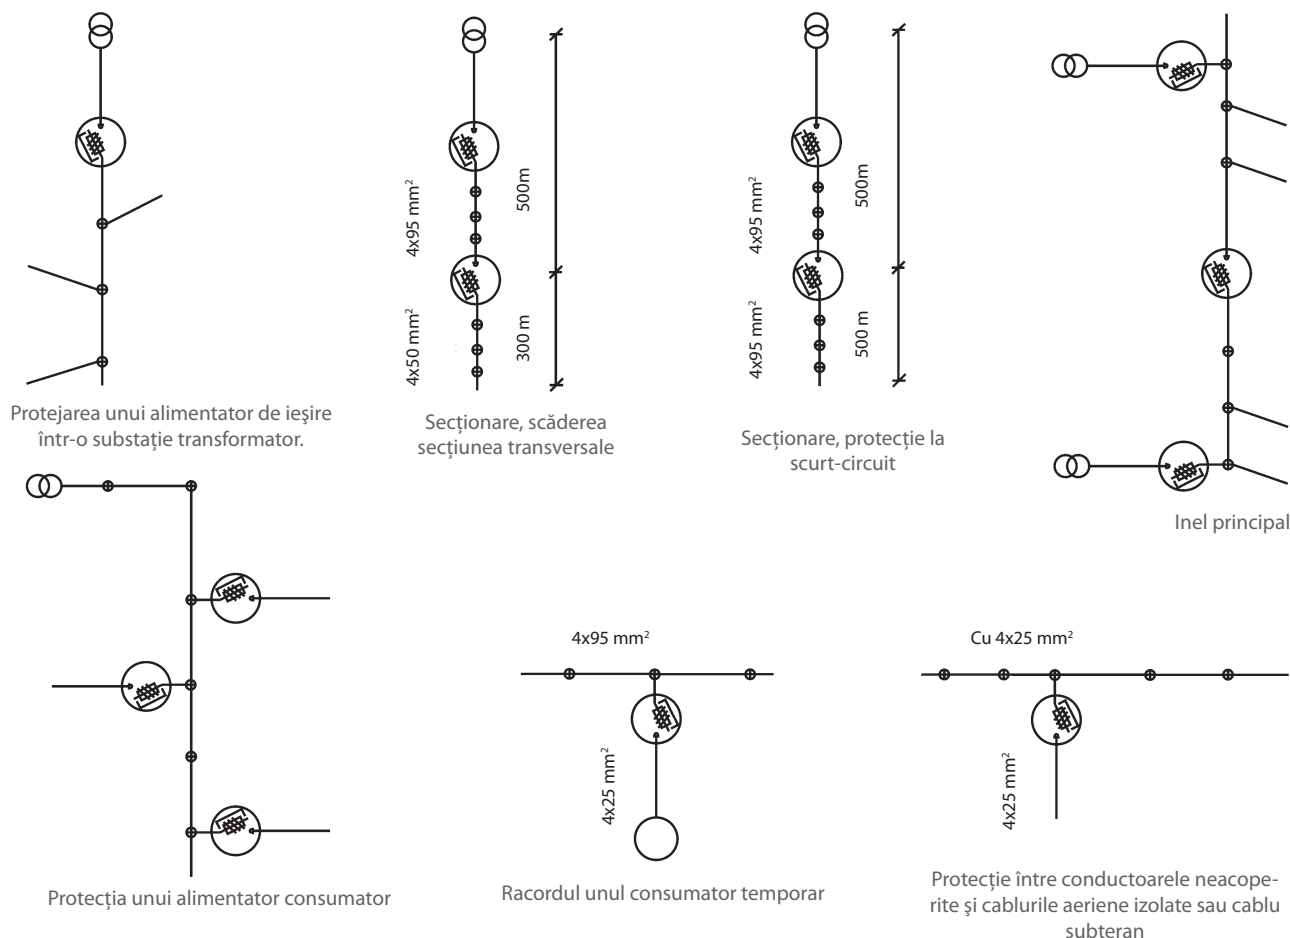 4x95 mm²
500m
4x50 mm²
300 m
4x95 mm²
500m
4x95 mm²
500 m
Protejarea unui alimentator de ieşire
într-o substaţie transformator.
Secţionare, scăderea
secţiunea transversale
Secţionare, protecţie la
scurt-circuit
Inel principal
4x95 mm²
4x25 mm²
Cu 4x25 mm²
4x25 mm²
Protecţia unui alimentator consumator
Racordul unul consumator temporar
Protecţie între conductoarele neacope-
rite şi cablurile aeriene izolate sau cablu
subteran